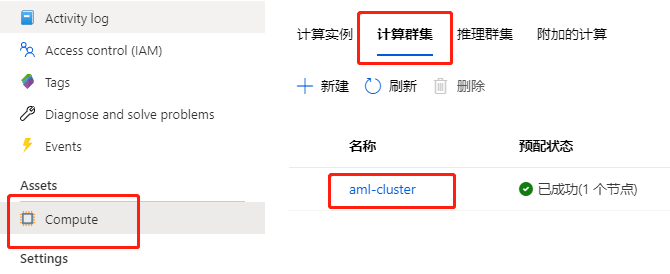 Activity log
Access control (IAM)
Tags
Diagnose and solve problems
Events
Assets
Compute
Settings
计算实例 计算群集 推理群集 附加的计算
新建 刷新 删除
名称 预配状态
aml-cluster 已成功(1 个节点)